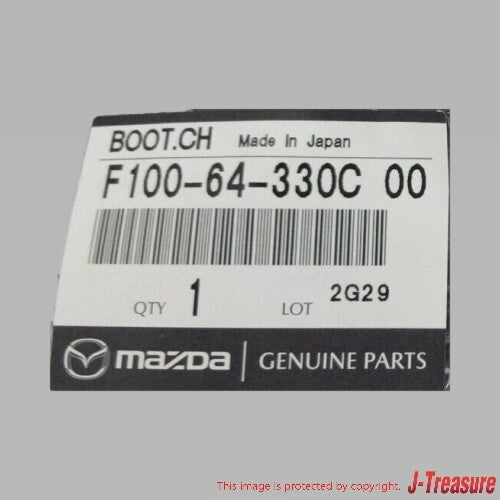 BOOT.CH Made In Japan
F100-64-330C 00
QTY 1 LOT 2G29
mazda GENUINE PARTS
This image is protected by copyright. J-Treasure